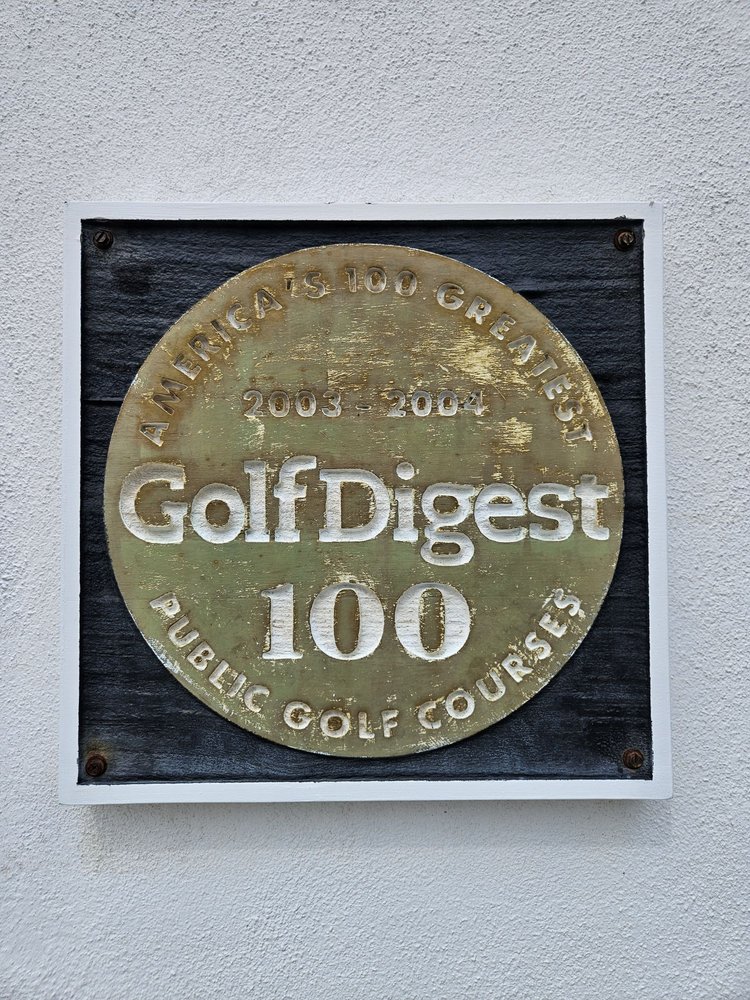 AMERICA'S 100 GREATEST
2003 - 2004
GolfDigest
100
PUBLIC GOLF COURSES